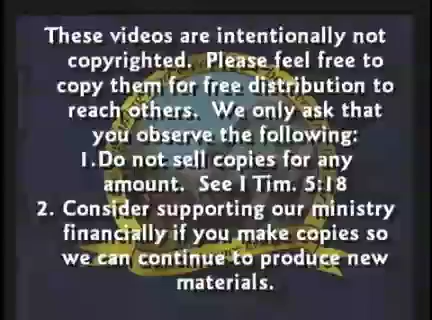 These videos are intentionally not
copyrighted. Please feel free to
copy them for free distribution to
reach others. We only ask that
you observe the following:
1.Do not sell copies for any
amount. See I Tim. 5:18
2. Consider supporting our ministry
financially if you make copies so
we can continue to produce new
materials.